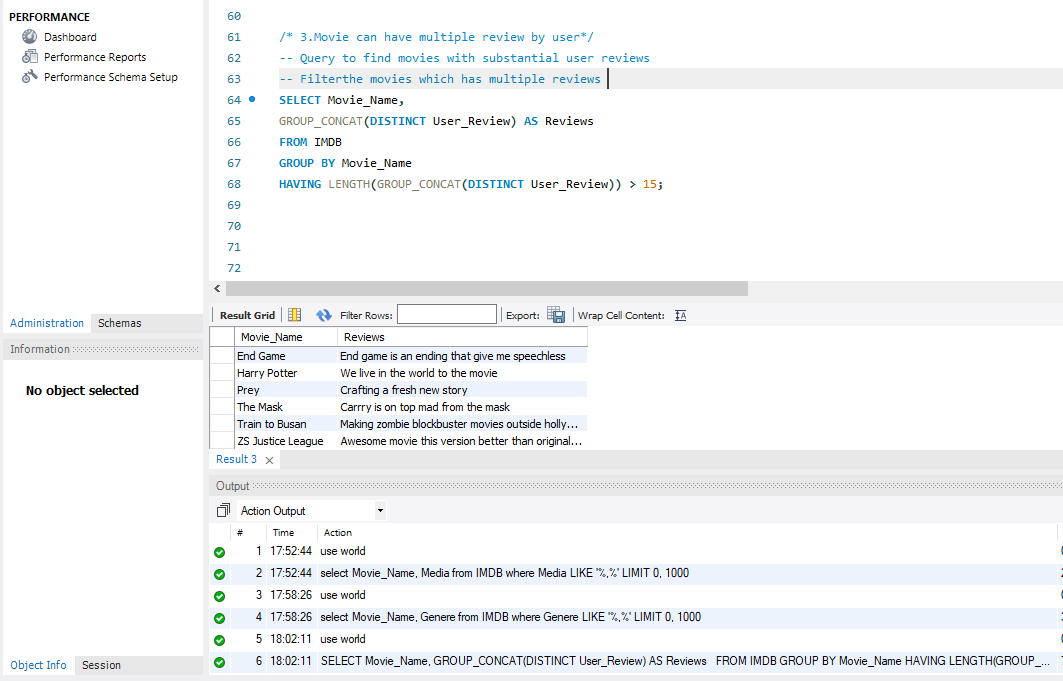 PERFORMANCE
Dashboard
Performance Reports
Performance Schema Setup
Administration Schemas
Information
No object selected
Object Info Session
60
61 /* 3.Movie can have multiple review by user*/
62 -- Query to find movies with substantial user reviews
63 -- Filterthe movies which has multiple reviews
64 SELECT Movie_Name,
65 GROUP_CONCAT(DISTINCT User_Review) AS Reviews
66 FROM IMDB
67 GROUP BY Movie_Name
68 HAVING LENGTH(GROUP_CONCAT(DISTINCT User_Review)) > 15;
69
70
71
72
Result Grid Filter Rows: Export: Wrap Cell Content:
Movie_Name Reviews
End Game End game is an ending that give me speechless
Harry Potter We live in the world to the movie
Prey Crafting a fresh new story
The Mask Carrry is on top mad from the mask
Train to Busan Making zombie blockbuster movies outside holly...
ZS Justice League Awesome movie this version better than original...
Result 3
Output
Action Output
# Time Action
1 17:52:44 use world
2 17:52:44 select Movie_Name, Media from IMDB where Media LIKE '%,%' LIMIT 0, 1000
3 17:58:26 use world
4 17:58:26 select Movie_Name, Genere from IMDB where Genere LIKE '%,%' LIMIT 0, 1000
5 18:02:11 use world
6 18:02:11 SELECT Movie_Name, GROUP_CONCAT(DISTINCT User_Review) AS Reviews FROM IMDB GROUP BY Movie_Name HAVING LENGTH(GROUP_...